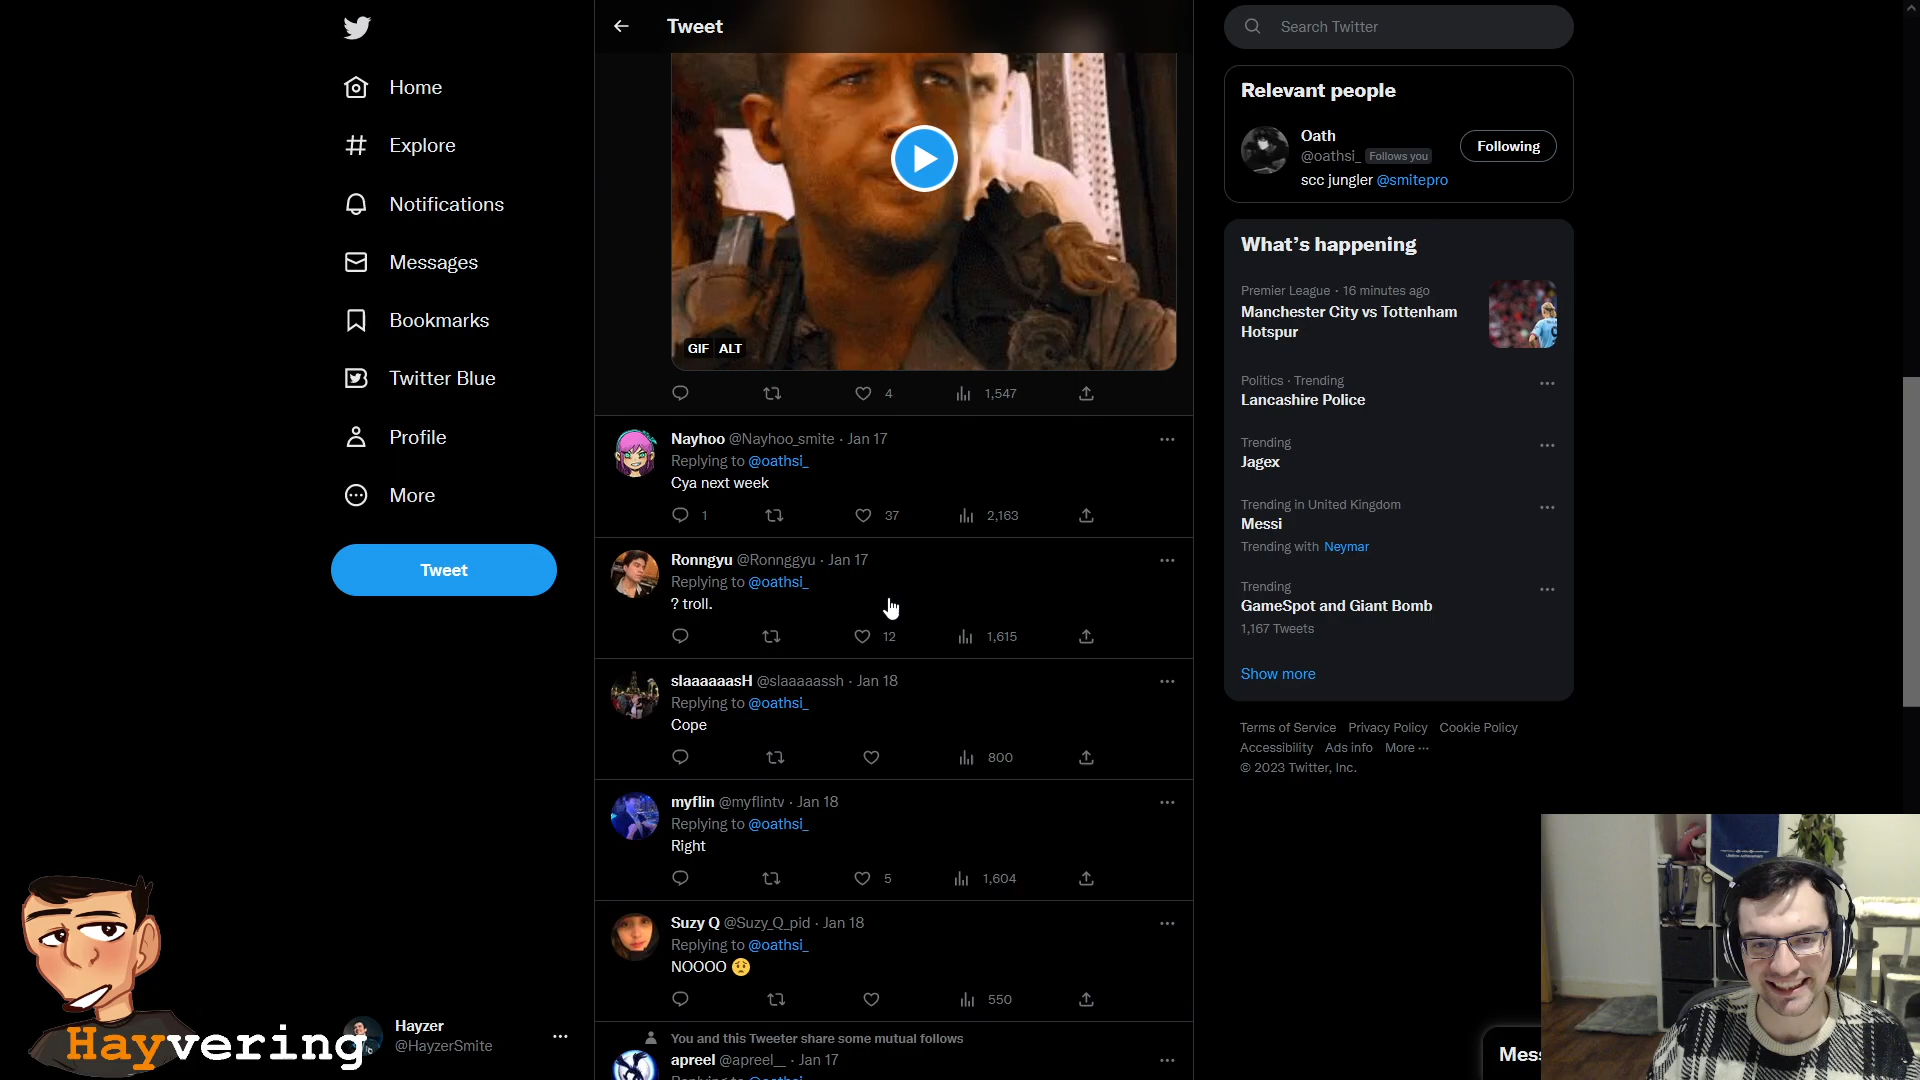 Home
Explore
Notifications
Messages
Bookmarks
Twitter Blue
Profile
More
Tweet
Hayzer
@HayzerSmite
Hayvering
Tweet
GIF ALT
4 1,547
Nayhoo @Nayhoo_smite · Jan 17
Replying to @oathsi_
Cya next week
1 37 2,163
Ronngyu @Ronnggyu · Jan 17
Replying to @oathsi_
? troll.
12 1,615
slaaaaaasH @slaaaaassh · Jan 18
Replying to @oathsi_
Cope
800
myflin @myflintv · Jan 18
Replying to @oathsi_
Right
5 1,604
Suzy Q @Suzy_Q_pid · Jan 18
Replying to @oathsi_
NOOOO 😟
550
You and this Tweeter share some mutual follows
apreel @apreel__ · Jan 17
Search Twitter
Relevant people
Oath
@oathsi_ Follows you
Following
scc jungler @smitepro
What's happening
Premier League · 16 minutes ago
Manchester City vs Tottenham
Hotspur
Politics · Trending
Lancashire Police
Trending
Jagex
Trending in United Kingdom
Messi
Trending with Neymar
Trending
GameSpot and Giant Bomb
1,167 Tweets
Show more
Terms of Service Privacy Policy Cookie Policy
Accessibility Ads info More ···
© 2023 Twitter, Inc.